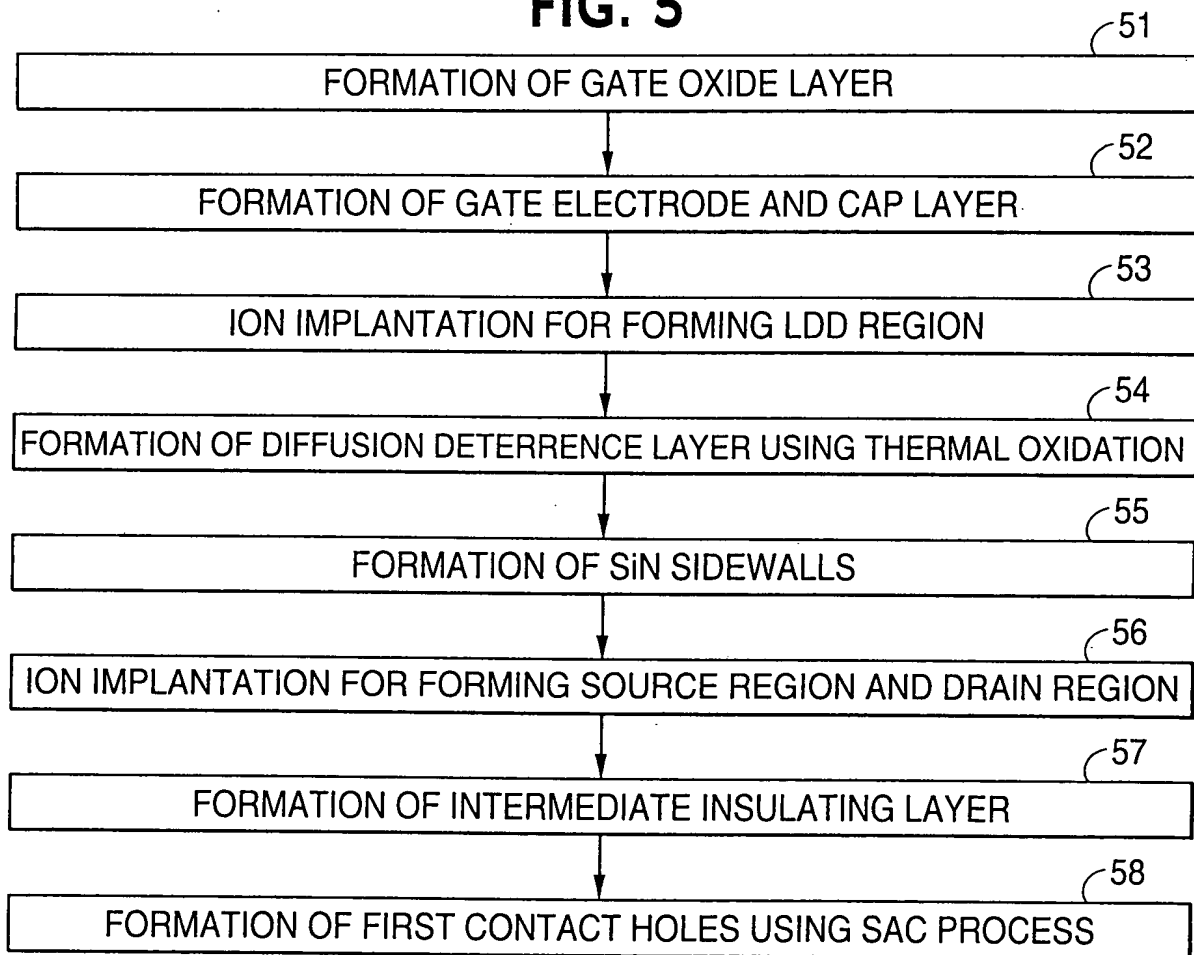 FIG. 5
51
FORMATION OF GATE OXIDE LAYER
52
FORMATION OF GATE ELECTRODE AND CAP LAYER
53
ION IMPLANTATION FOR FORMING LDD REGION
54
FORMATION OF DIFFUSION DETERRENCE LAYER USING THERMAL OXIDATION
55
FORMATION OF SiN SIDEWALLS
56
ION IMPLANTATION FOR FORMING SOURCE REGION AND DRAIN REGION
57
FORMATION OF INTERMEDIATE INSULATING LAYER
58
FORMATION OF FIRST CONTACT HOLES USING SAC PROCESS